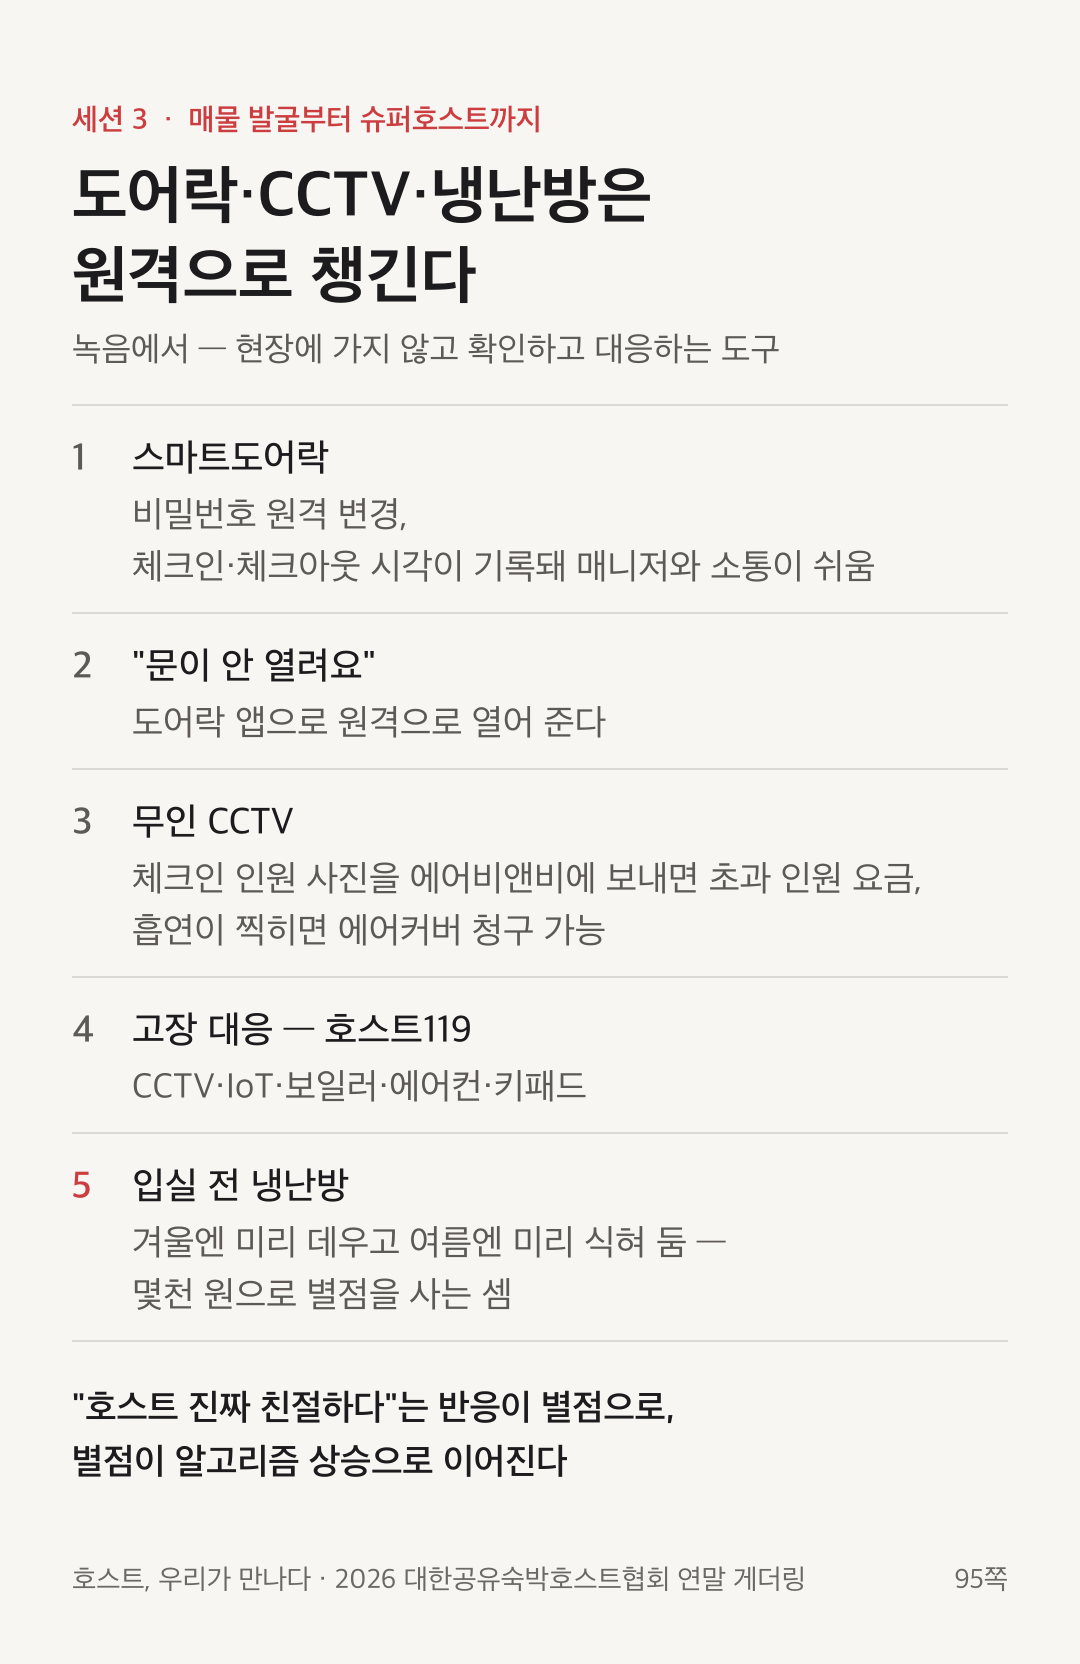 세션 3 · 매물 발굴부터 슈퍼호스트까지
도어락·CCTV·냉난방은
원격으로 챙긴다
녹음에서 — 현장에 가지 않고 확인하고 대응하는 도구
1 스마트도어락
비밀번호 원격 변경,
체크인·체크아웃 시각이 기록돼 매니저와 소통이 쉬움
2 "문이 안 열려요"
도어락 앱으로 원격으로 열어 준다
3 무인 CCTV
체크인 인원 사진을 에어비앤비에 보내면 초과 인원 요금,
흡연이 찍히면 에어커버 청구 가능
4 고장 대응 — 호스트119
CCTV·IoT·보일러·에어컨·키패드
5 입실 전 냉난방
겨울엔 미리 데우고 여름엔 미리 식혀 둠 —
몇천 원으로 별점을 사는 셈
"호스트 진짜 친절하다"는 반응이 별점으로,
별점이 알고리즘 상승으로 이어진다
호스트, 우리가 만나다 · 2026 대한공유숙박호스트협회 연말 게더링 95쪽